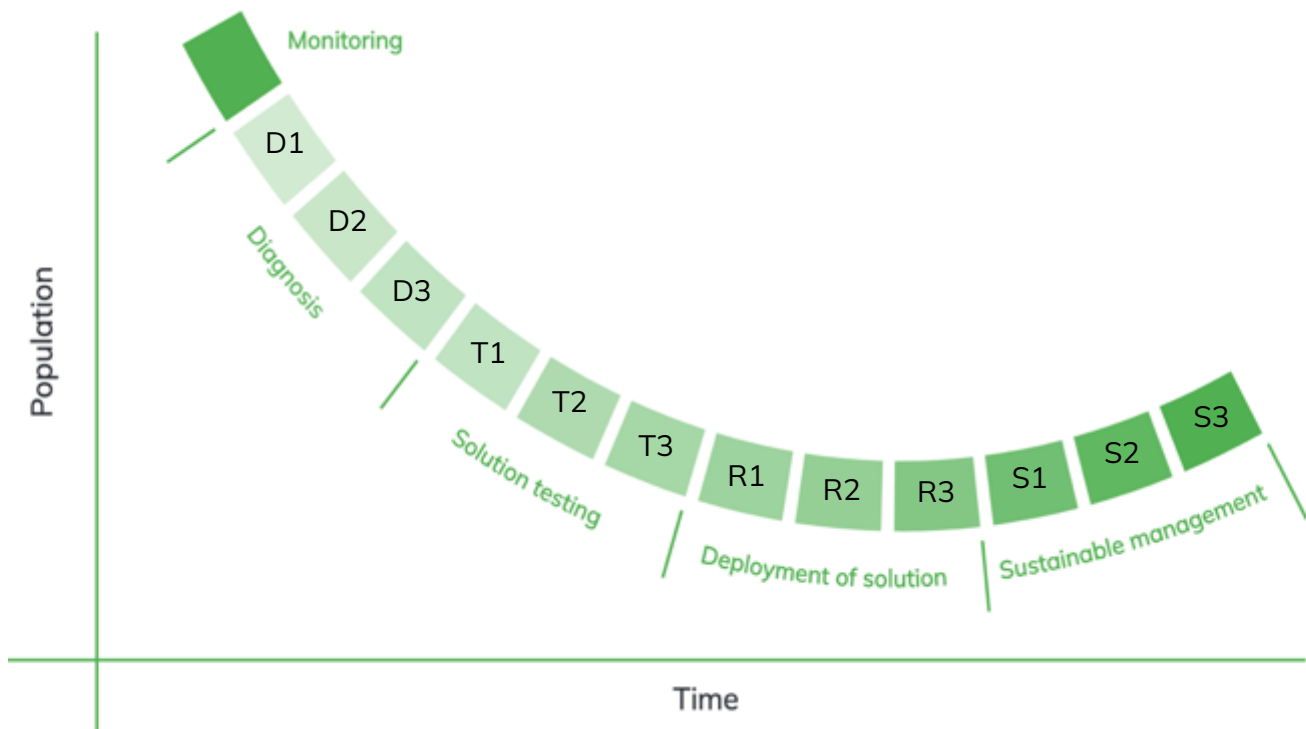 Monitoring
D1
D2
D3
Diagnosis
T1
T2
T3
Solution testing
R1
R2
R3
Deployment of solution
S1
S2
S3
Sustainable management
Population
Time